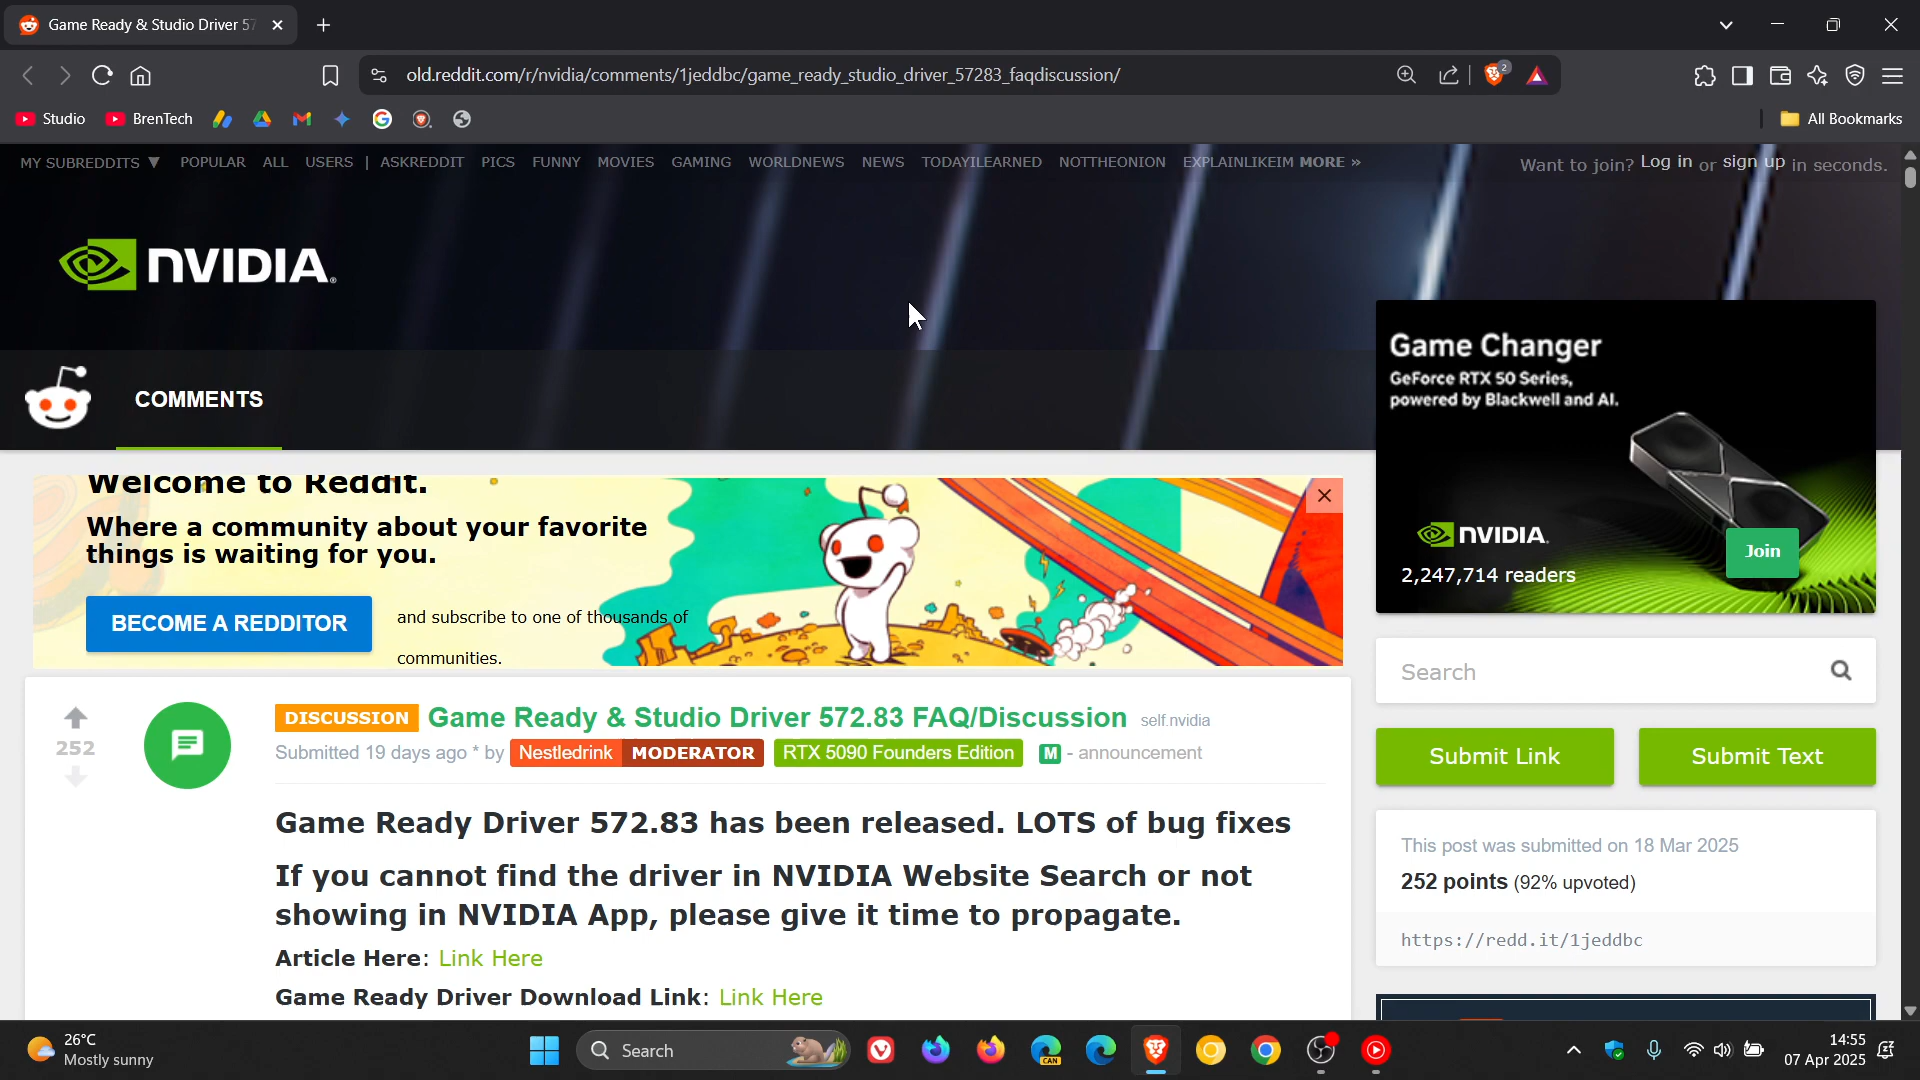 Game Ready & Studio Driver 57
old.reddit.com/r/nvidia/comments/1jeddbc/game_ready_studio_driver_57283_faqdiscussion/
2
Studio
BrenTech
All Bookmarks
MY SUBREDDITS ▼ POPULAR ALL USERS | ASKREDDIT PICS FUNNY MOVIES GAMING WORLDNEWS NEWS TODAYILEARNED NOTTHEONION EXPLAINLIKEIM MORE »
Want to join? Log in or sign up in seconds.
NVIDIA.
COMMENTS
Game Changer
GeForce RTX 50 Series,
powered by Blackwell and AI.
NVIDIA.
Join
2,247,714 readers
Welcome to Reddit.
Where a community about your favorite
things is waiting for you.
BECOME A REDDITOR
and subscribe to one of thousands of
communities.
Search
252
DISCUSSION Game Ready & Studio Driver 572.83 FAQ/Discussion self.nvidia
Submitted 19 days ago * by Nestledrink MODERATOR RTX 5090 Founders Edition M - announcement
Submit Link
Submit Text
Game Ready Driver 572.83 has been released. LOTS of bug fixes
If you cannot find the driver in NVIDIA Website Search or not
showing in NVIDIA App, please give it time to propagate.
Article Here: Link Here
Game Ready Driver Download Link: Link Here
This post was submitted on 18 Mar 2025
252 points (92% upvoted)
https://redd.it/1jeddbc
26°C
Mostly sunny
Search
CAN
14:55
07 Apr 2025